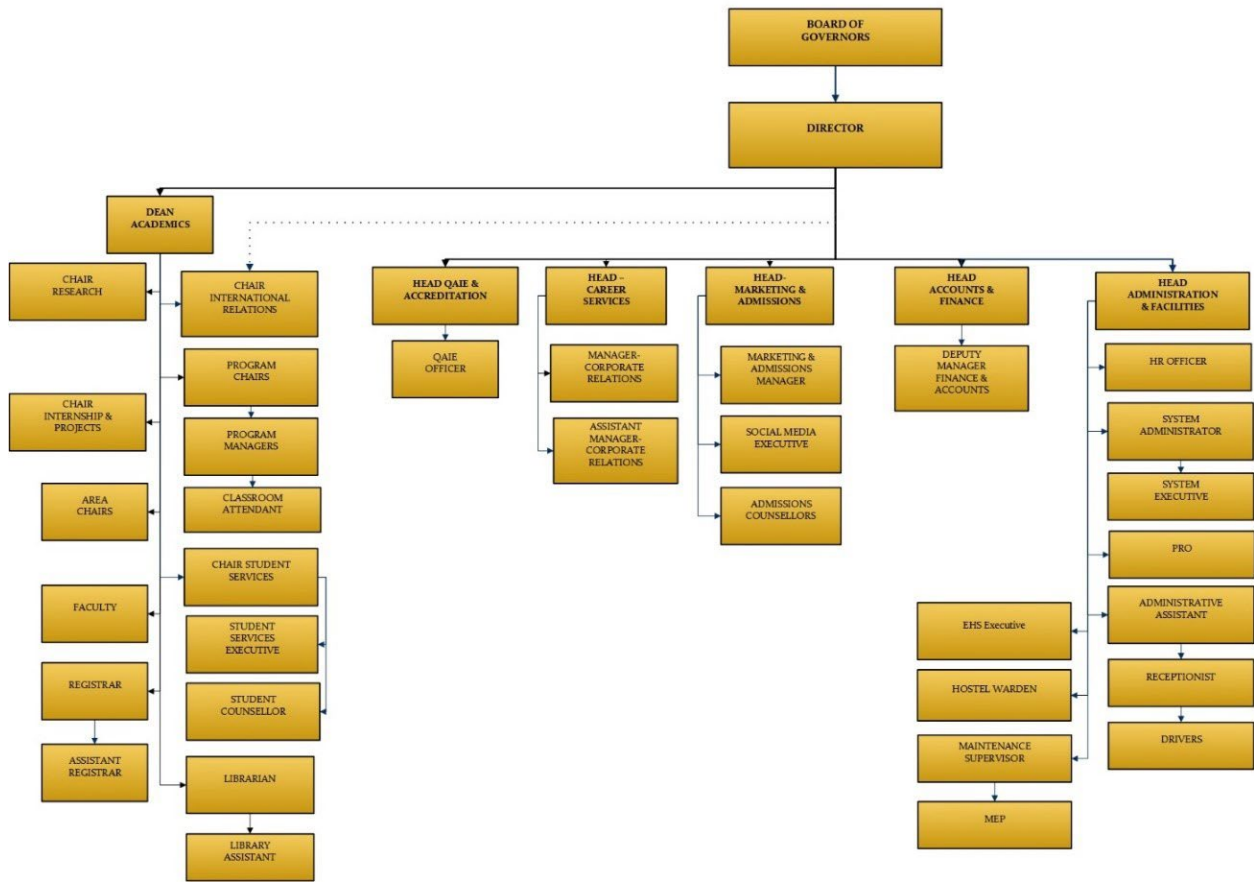 BOARD OF
GOVERNORS
DIRECTOR
DEAN
ACADEMICS
CHAIR
RESEARCH
CHAIR
INTERNATIONAL
RELATIONS
PROGRAM
CHAIRS
CHAIR
INTERNSHIP &
PROJECTS
PROGRAM
MANAGERS
AREA
CHAIRS
CLASSROOM
ATTENDANT
CHAIR STUDENT
SERVICES
FACULTY
STUDENT
SERVICES
EXECUTIVE
REGISTRAR
STUDENT
COUNSELLOR
ASSISTANT
REGISTRAR
LIBRARIAN
LIBRARY
ASSISTANT
HEAD QAIE &
ACCREDITATION
QAIE
OFFICER
HEAD –
CAREER
SERVICES
MANAGER-
CORPORATE
RELATIONS
ASSISTANT
MANAGER-
CORPORATE
RELATIONS
HEAD-
MARKETING &
ADMISSIONS
MARKETING &
ADMISSIONS
MANAGER
SOCIAL MEDIA
EXECUTIVE
ADMISSIONS
COUNSELLORS
HEAD
ACCOUNTS &
FINANCE
DEPUTY
MANAGER
FINANCE &
ACCOUNTS
HEAD
ADMINISTRATION
& FACILITIES
HR OFFICER
SYSTEM
ADMINISTRATOR
SYSTEM
EXECUTIVE
PRO
ADMINISTRATIVE
ASSISTANT
EHS Executive
RECEPTIONIST
HOSTEL WARDEN
DRIVERS
MAINTENANCE
SUPERVISOR
MEP